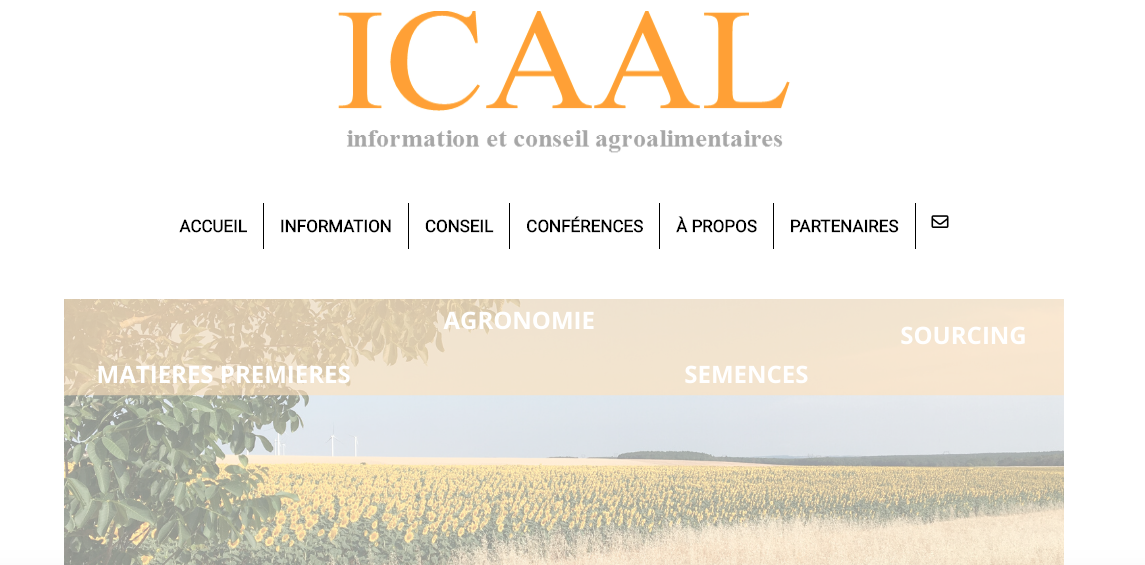 ICAAL
information et conseil agroalimentaires
ACCUEIL
INFORMATION
CONSEIL
CONFÉRENCES
À PROPOS
PARTENAIRES
AGRONOMIE
SOURCING
MATIERES PREMIERES
SEMENCES